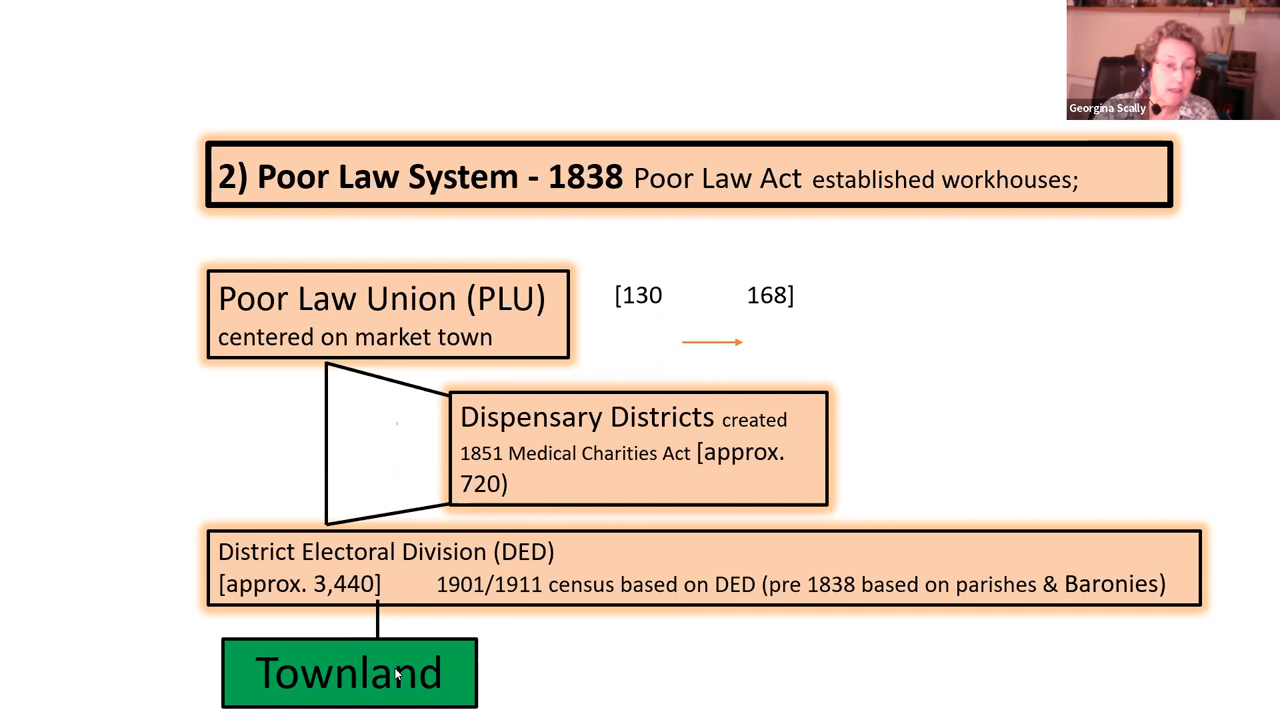 Georgina Scally
2) Poor Law System - 1838 Poor Law Act established workhouses;
Poor Law Union (PLU)
centered on market town
[130 168]
Dispensary Districts created
1851 Medical Charities Act [approx.
720)
District Electoral Division (DED)
[approx. 3,440] 1901/1911 census based on DED (pre 1838 based on parishes & Baronies)
Townland